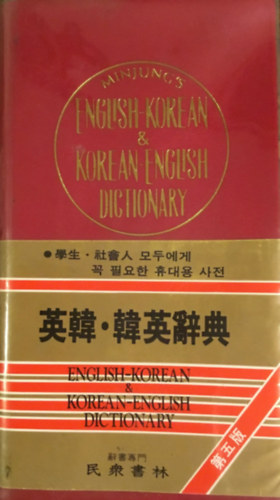 MINJUNG'S
ENGLISH-KOREAN
&
KOREAN ENGLISH
DICTIONARY
● 學生·社會人 모두에게
꼭 필요한 휴대용 사전
英韓·韓英辭典
ENGLISH-KOREAN
&
KOREAN-ENGLISH
DICTIONARY
第五版
辭書專門
民衆書林